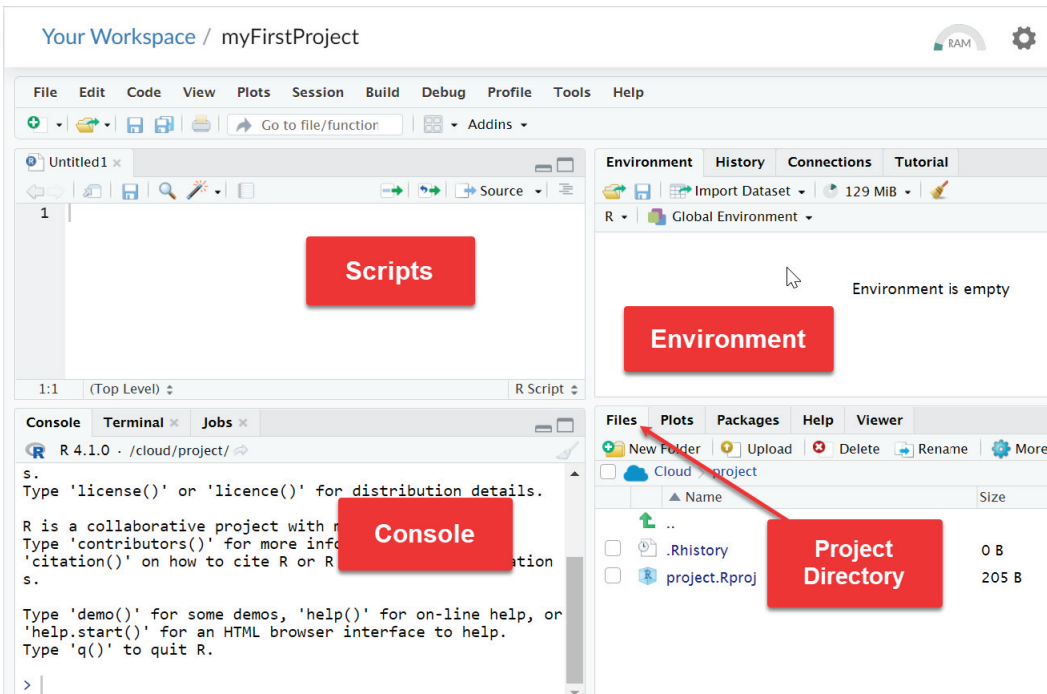 Your Workspace / myFirstProject
RAM
File Edit Code View Plots Session Build Debug Profile Tools Help
Go to file/function Addins
Untitled1
Source
1
Scripts
1:1 (Top Level) R Script
Environment History Connections Tutorial
Import Dataset 129 MiB
R Global Environment
Environment is empty
Environment
Console Terminal Jobs
R 4.1.0 · /cloud/project/
s.
Type 'license()' or 'licence()' for distribution details.
R is a collaborative project with
Type 'contributors()' for more
'citation()' on how to cite R or R
s.
Console
Type 'demo()' for some demos, 'help()' for on-line help, or
'help.start()' for an HTML browser interface to help.
Type 'q()' to quit R.
>
Files Plots Packages Help Viewer
New Folder Upload Delete Rename More
Cloud project
Name Size
..
.Rhistory 0 B
project.Rproj 205 B
Project
Directory